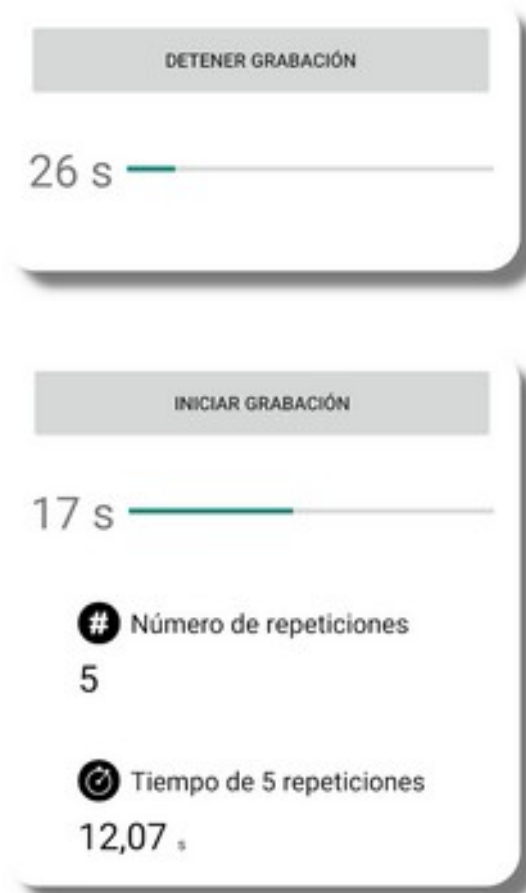 DETENER GRABACIÓN
26 s
INICIAR GRABACIÓN
17 s
# Número de repeticiones
5
Tiempo de 5 repeticiones
12,07 s